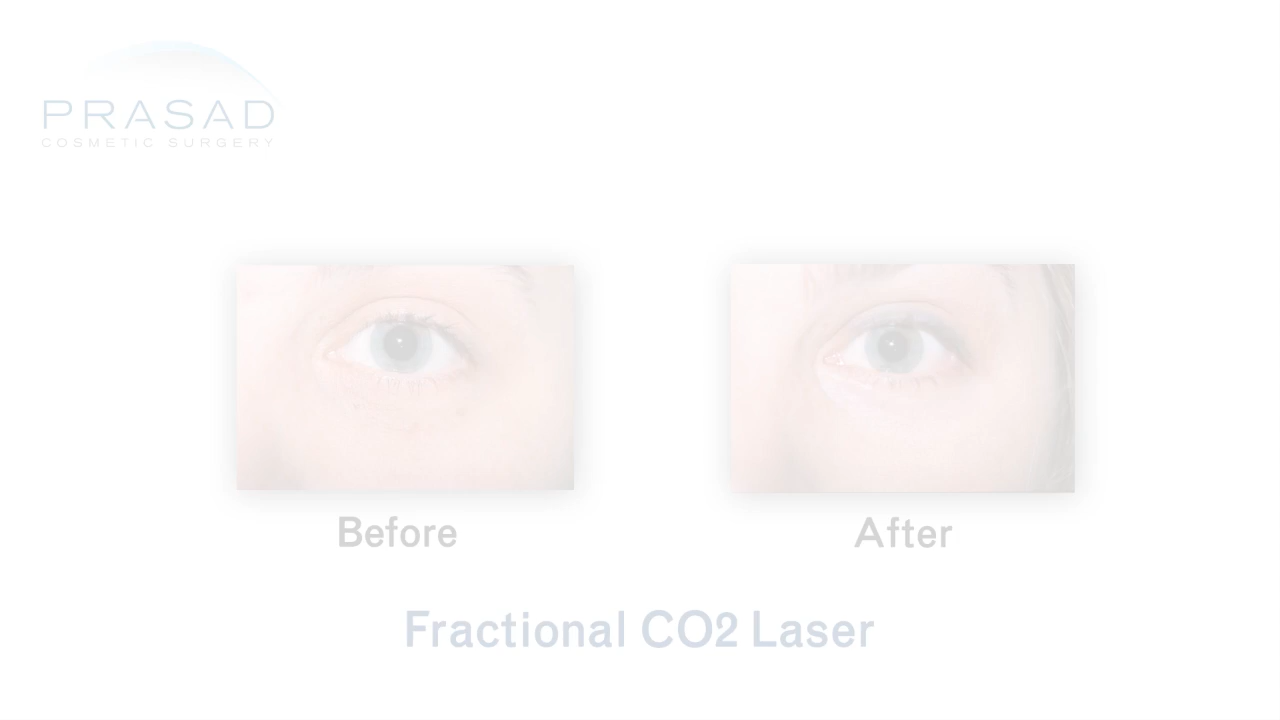 PRASAD
COSMETIC SURGERY
Before
After
Fractional CO2 Laser